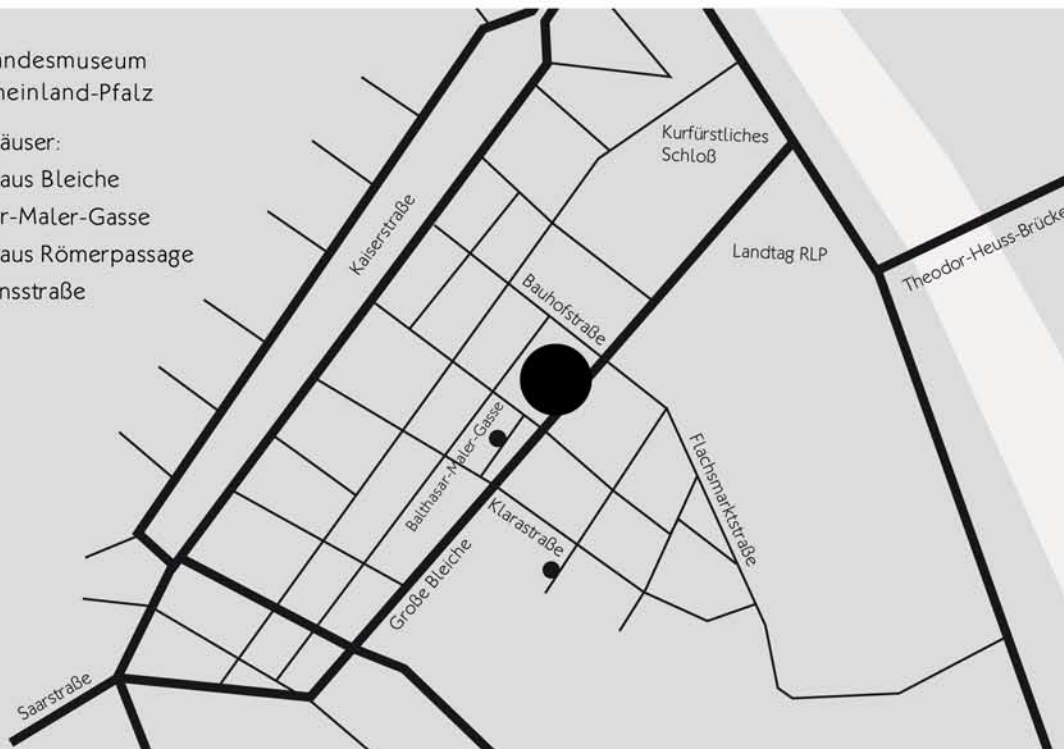 andesmuseum
heinland-Pfalz
äuser:
aus Bleiche
r-Maler-Gasse
aus Römerpassage
nsstraße
Kurfürstliches
Schloß
Kaiserstraße
Landtag RLP
Theodor-Heuss-Brücke
Bauhofstraße
Balthasar-Maler-Gasse
Flachsmarktstraße
Klarastraße
Große Bleiche
Saarstraße